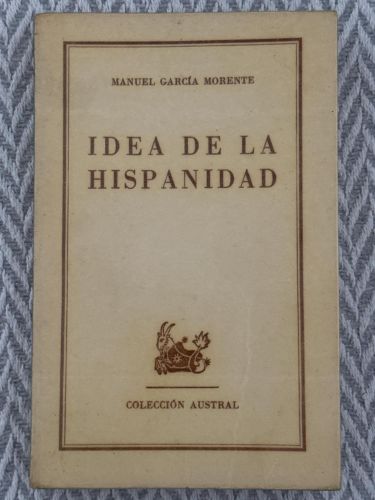 MANUEL GARCÍA MORENTE
IDEA DE LA
HISPANIDAD
COLECCIÓN AUSTRAL